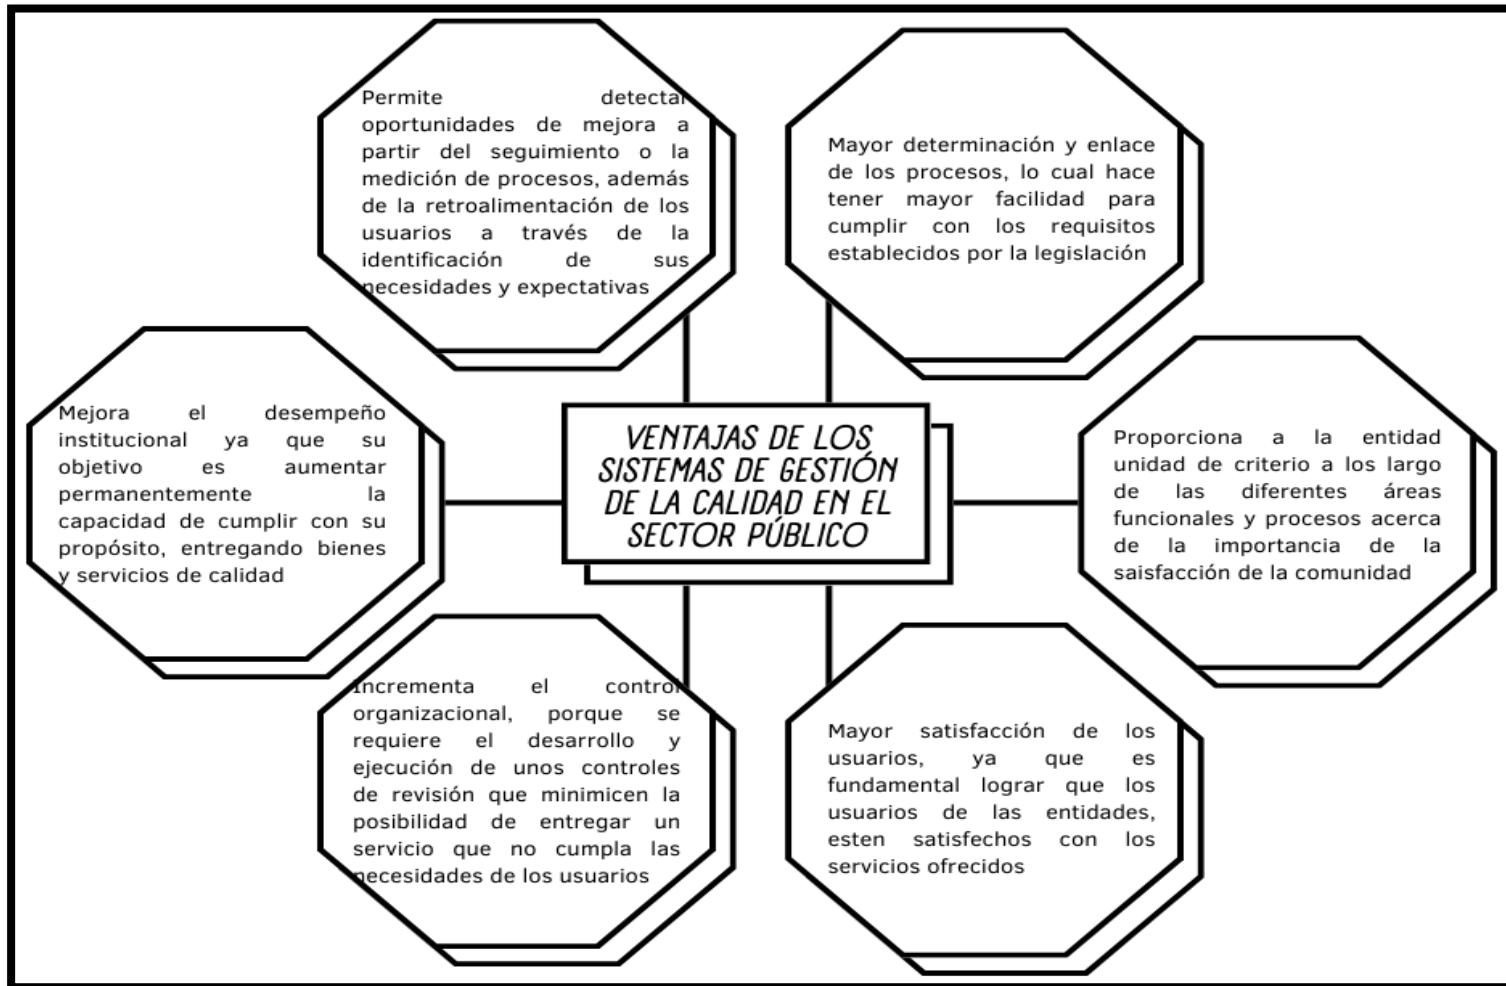 Permite detectar
oportunidades de mejora a
partir del seguimiento o la
medición de procesos, además
de la retroalimentación de los
usuarios a través de la
identificación de sus
necesidades y expectativas
Mayor determinación y enlace
de los procesos, lo cual hace
tener mayor facilidad para
cumplir con los requisitos
establecidos por la legislación
Mejora el desempeño
institucional ya que su
objetivo es aumentar
permanentemente la
capacidad de cumplir con su
propósito, entregando bienes
y servicios de calidad
VENTAJAS DE LOS
SISTEMAS DE GESTIÓN
DE LA CALIDAD EN EL
SECTOR PÚBLICO
Proporciona a la entidad
unidad de criterio a los largo
de las diferentes áreas
funcionales y procesos acerca
de la importancia de la
saisfacción de la comunidad
Incrementa el control
organizacional, porque se
requiere el desarrollo y
ejecución de unos controles
de revisión que minimicen la
posibilidad de entregar un
servicio que no cumpla las
necesidades de los usuarios
Mayor satisfacción de los
usuarios, ya que es
fundamental lograr que los
usuarios de las entidades,
esten satisfechos con los
servicios ofrecidos